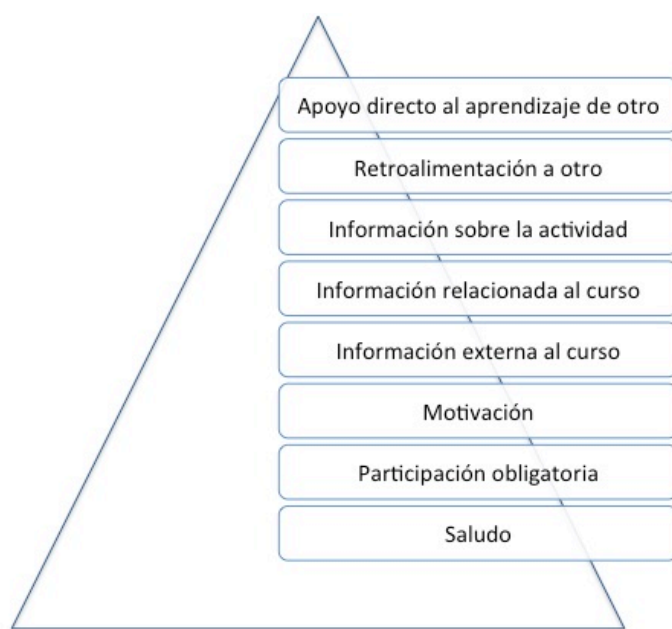 Apoyo directo al aprendizaje de otro
Retroalimentación a otro
Información sobre la actividad
Información relacionada al curso
Información externa al curso
Motivación
Participación obligatoria
Saludo